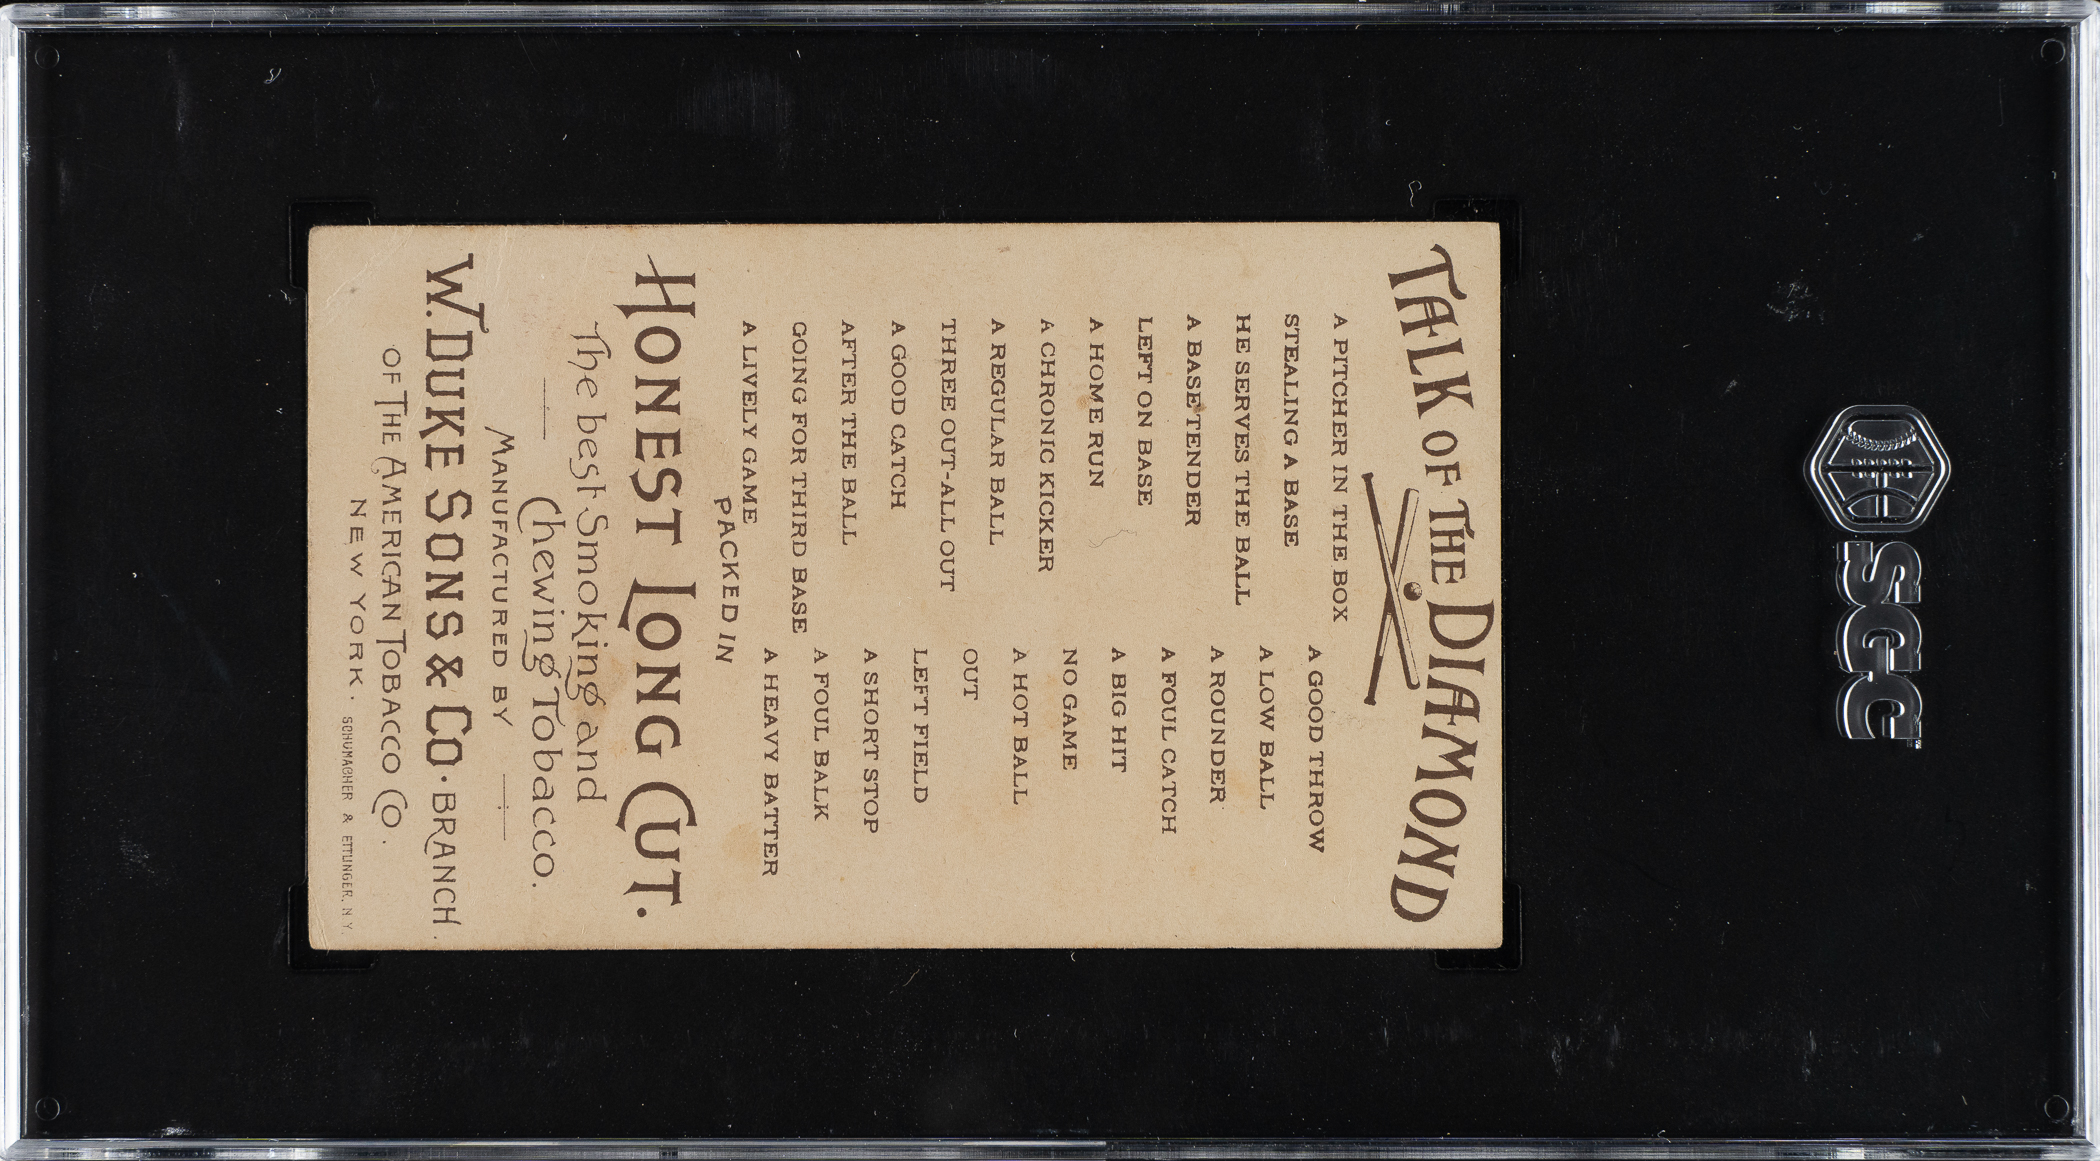 TALK OF THE DIAMOND
A PITCHER IN THE BOX
STEALING A BASE
HE SERVES THE BALL
A BASE TENDER
LEFT ON BASE
A HOME RUN
A CHRONIC KICKER
A REGULAR BALL
THREE OUT-ALL OUT
A GOOD CATCH
AFTER THE BALL
GOING FOR THIRD BASE
A LIVELY GAME
A GOOD THROW
A LOW BALL
A ROUNDER
A FOUL CATCH
A BIG HIT
NO GAME
A HOT BALL
OUT
LEFT FIELD
A SHORT STOP
A FOUL BALK
A HEAVY BATTER
PACKED IN
HONEST LONG CUT.
The best Smoking and
Chewing Tobacco.
MANUFACTURED BY
W. DUKE SONS & CO. BRANCH.
OF THE AMERICAN TOBACCO CO.
NEW YORK.
SCHUMACHER & ETTLINGER, N.Y.
SGC